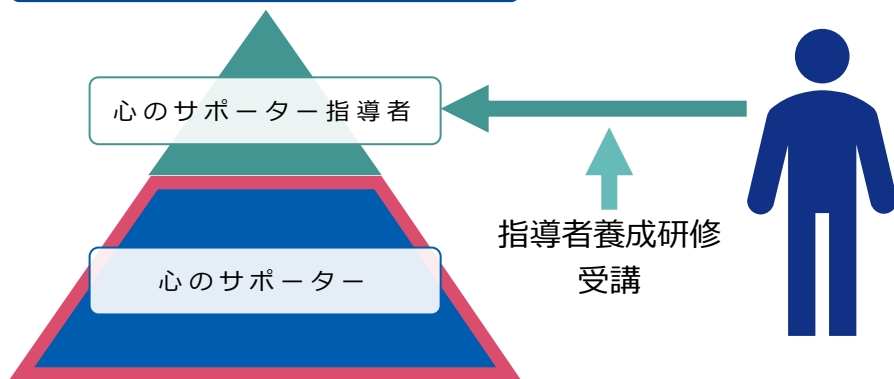 心のサポーター指導者
指導者養成研修
受講
心のサポーター